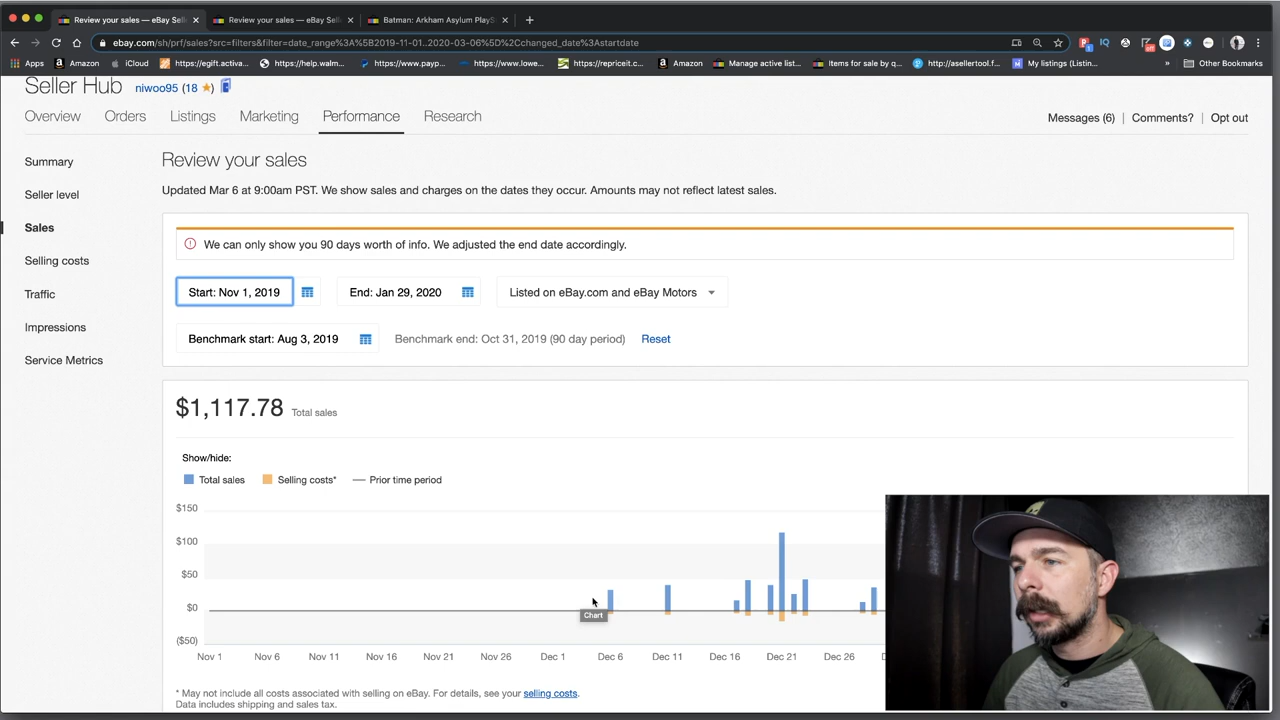 Review your sales — eBay Sell
Review your sales — eBay Sell
Batman: Arkham Asylum PlayS
ebay.com/sh/prf/sales?src=filters&filter=date_range%3A%5B2019-11-01..2020-03-06%5D%2Cchanged_date%3Astartdate
Apps
Amazon
iCloud
https://egift.activa...
https://help.walm...
https://www.payp...
https://www.lowe...
https://repriceit.c...
Amazon
Manage active list...
Items for sale by q...
http://asellertool.f...
My listings (Listin...
»
Other Bookmarks
Seller Hub niwoo95 (18 ★)
Overview Orders Listings Marketing Performance Research
Messages (6) | Comments? | Opt out
Summary
Seller level
Sales
Selling costs
Traffic
Impressions
Service Metrics
Review your sales
Updated Mar 6 at 9:00am PST. We show sales and charges on the dates they occur. Amounts may not reflect latest sales.
We can only show you 90 days worth of info. We adjusted the end date accordingly.
Start: Nov 1, 2019 End: Jan 29, 2020 Listed on eBay.com and eBay Motors
Benchmark start: Aug 3, 2019 Benchmark end: Oct 31, 2019 (90 day period) Reset
$1,117.78 Total sales
Show/hide:
Total sales Selling costs* Prior time period
$150
$100
$50
$0
($50)
Chart
Nov 1 Nov 6 Nov 11 Nov 16 Nov 21 Nov 26 Dec 1 Dec 6 Dec 11 Dec 16 Dec 21 Dec 26
* May not include all costs associated with selling on eBay. For details, see your selling costs.
Data includes shipping and sales tax.